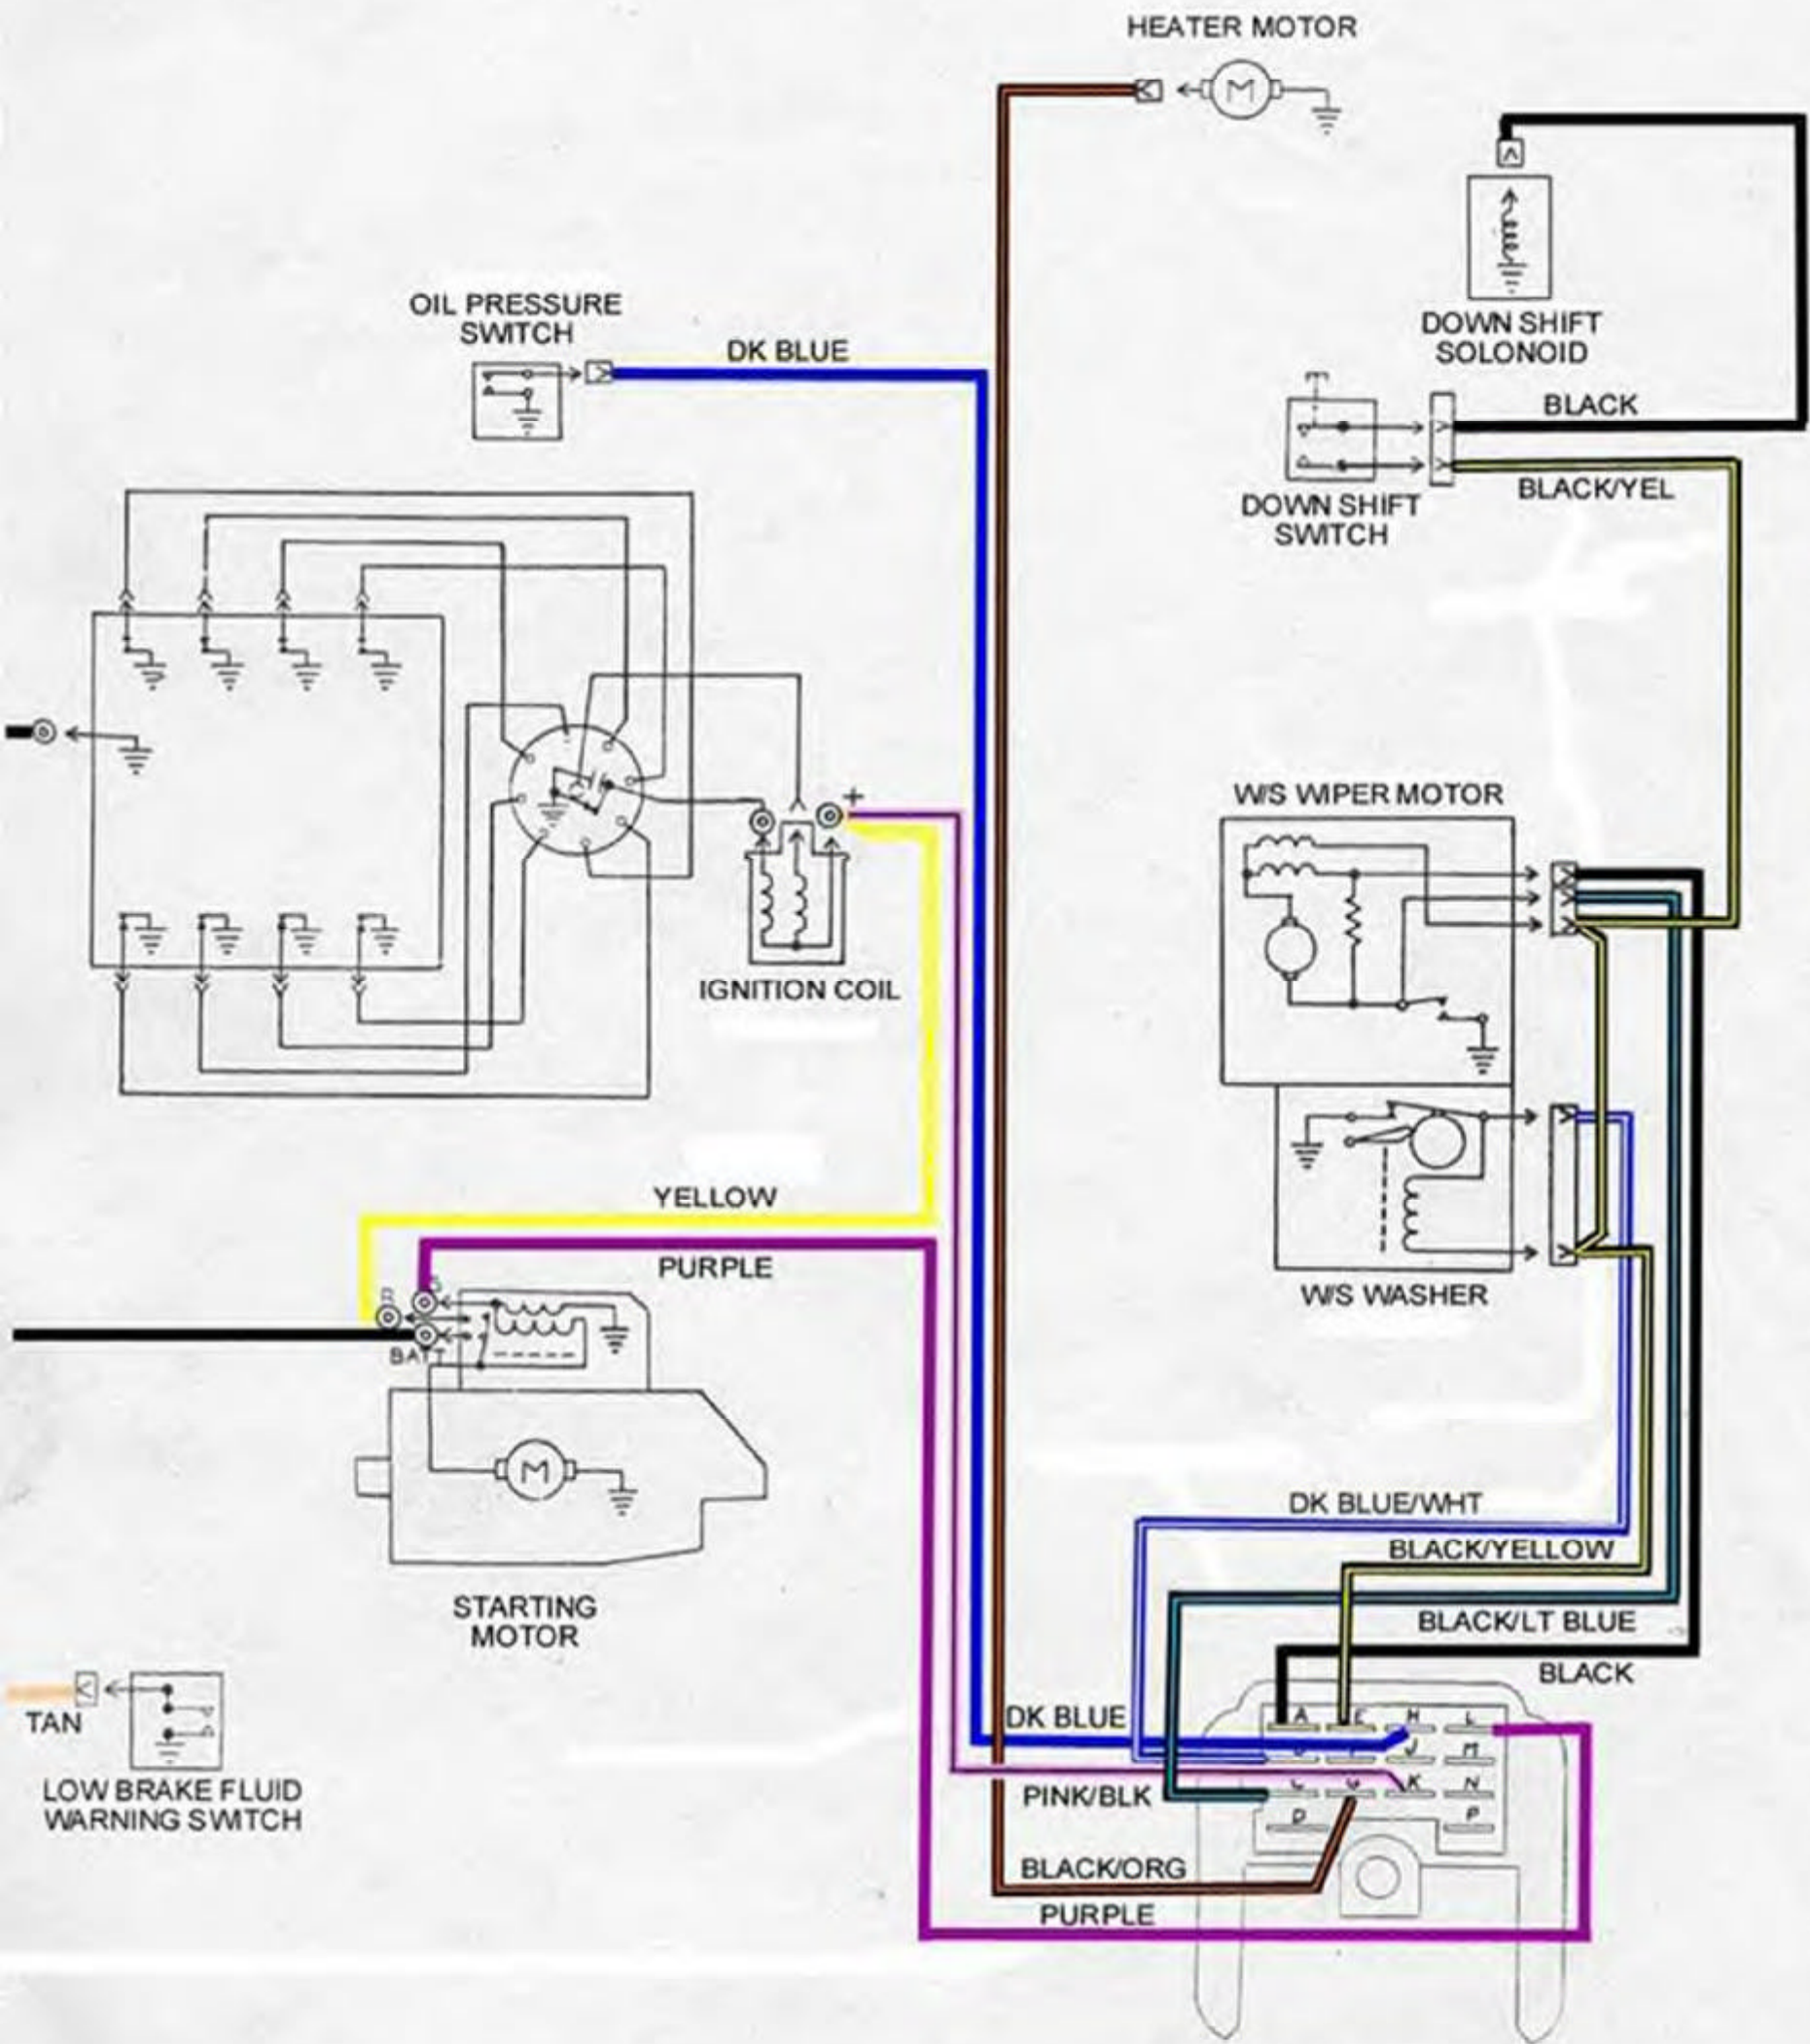 HEATER MOTOR
M
DOWN SHIFT
SOLONOID
OIL PRESSURE
SWITCH
DK BLUE
BLACK
BLACK/YEL
DOWN SHIFT
SWITCH
W/S WIPER MOTOR
+
IGNITION COIL
YELLOW
PURPLE
S
R
BATT
W/S WASHER
M
STARTING
MOTOR
DK BLUE/WHT
BLACK/YELLOW
BLACK/LT BLUE
BLACK
TAN
LOW BRAKE FLUID
WARNING SWITCH
DK BLUE
A E H L
J M
PINK/BLK
C G K N
D P
BLACK/ORG
PURPLE